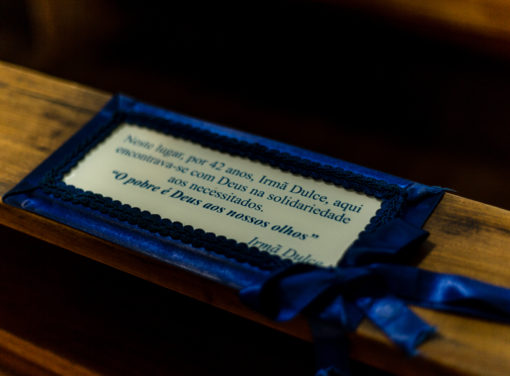 Neste lugar, por 42 anos, Irmã Dulce, aqui
encontrava-se com Deus na solidariedade
aos necessitados.
"O pobre é Deus aos nossos olhos"
Irmã Dulce